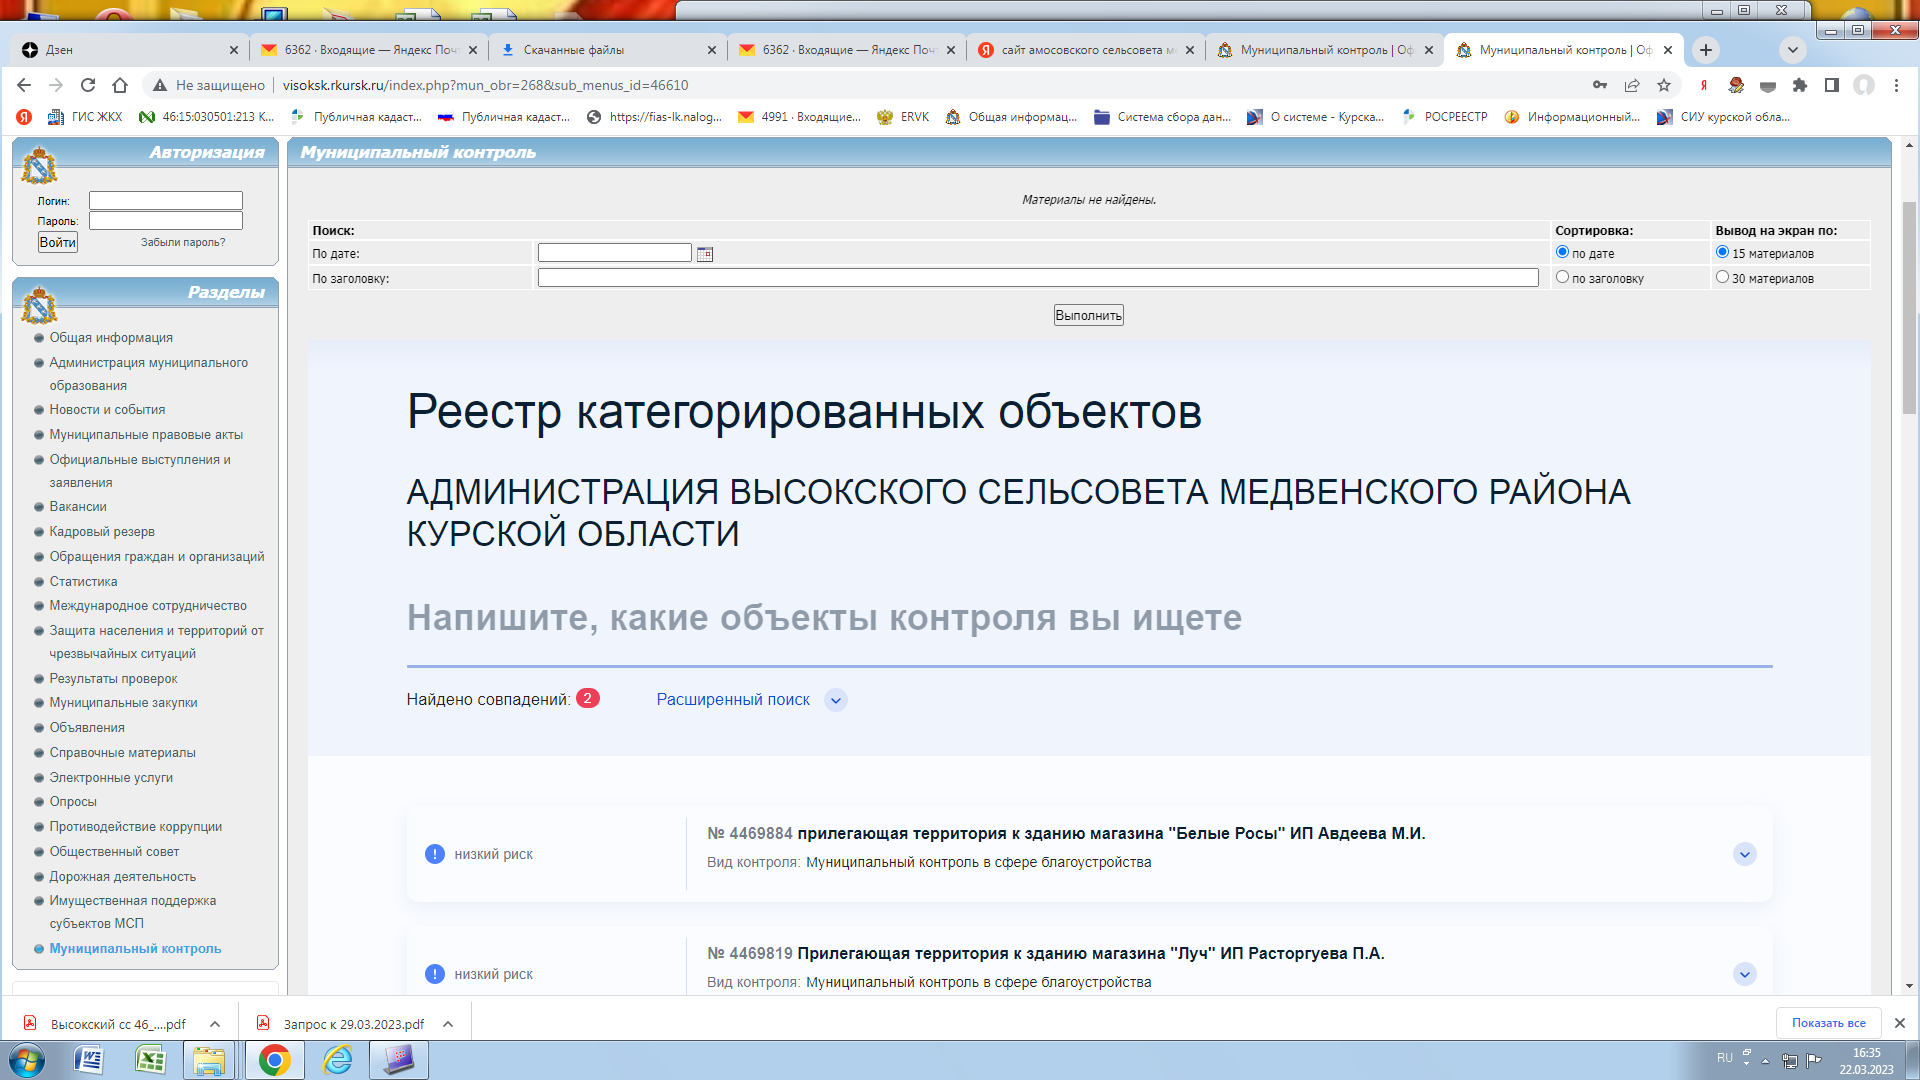 Дзен
6362 · Входящие — Яндекс Поч
Скачанные файлы
6362 · Входящие — Яндекс Поч
сайт амосовского сельсовета м
Муниципальный контроль | Оф
Муниципальный контроль | Оф
Не защищено
visoksk.rkursk.ru/index.php?mun_obr=268&sub_menus_id=46610
ГИС ЖКХ
46:15:030501:213 К...
Публичная кадаст...
Публичная кадаст...
https://fias-lk.nalog...
4991 · Входящие...
ERVK
Общая информац...
Система сбора дан...
О системе - Курска...
РОСРЕЕСТР
Информационный...
СИУ курской обла...
Авторизация
Логин:
Пароль:
Войти
Забыли пароль?
Разделы
Общая информация
Администрация муниципального
образования
Новости и события
Муниципальные правовые акты
Официальные выступления и
заявления
Вакансии
Кадровый резерв
Обращения граждан и организаций
Статистика
Международное сотрудничество
Защита населения и территорий от
чрезвычайных ситуаций
Результаты проверок
Муниципальные закупки
Объявления
Справочные материалы
Электронные услуги
Опросы
Противодействие коррупции
Общественный совет
Дорожная деятельность
Имущественная поддержка
субъектов МСП
Муниципальный контроль
Муниципальный контроль
Материалы не найдены.
Поиск:
Сортировка:
Вывод на экран по:
По дате:
по дате
15 материалов
По заголовку:
по заголовку
30 материалов
Выполнить
Реестр категорированных объектов
АДМИНИСТРАЦИЯ ВЫСОКСКОГО СЕЛЬСОВЕТА МЕДВЕНСКОГО РАЙОНА
КУРСКОЙ ОБЛАСТИ
Напишите, какие объекты контроля вы ищете
Найдено совпадений: 2
Расширенный поиск
низкий риск
№ 4469884 прилегающая территория к зданию магазина "Белые Росы" ИП Авдеева М.И.
Вид контроля: Муниципальный контроль в сфере благоустройства
низкий риск
№ 4469819 Прилегающая территория к зданию магазина "Луч" ИП Расторгуева П.А.
Вид контроля: Муниципальный контроль в сфере благоустройства
Высокский сс 46_....pdf
Запрос к 29.03.2023.pdf
Показать все
RU
16:35
22.03.2023